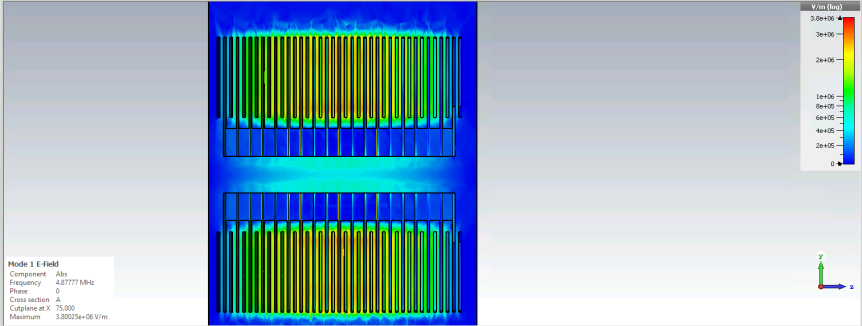 V/m (log)
3.8e+06
3e+06
2e+06
1e+06
8e+05
6e+05
4e+05
2e+05
0
Mode 1 E-Field
Component Abs
Frequency 4.87777 MHz
Phase 0
Cross section A
Cutplane at X 75.000
Maximum 3.80025e+06 V/m
y
z